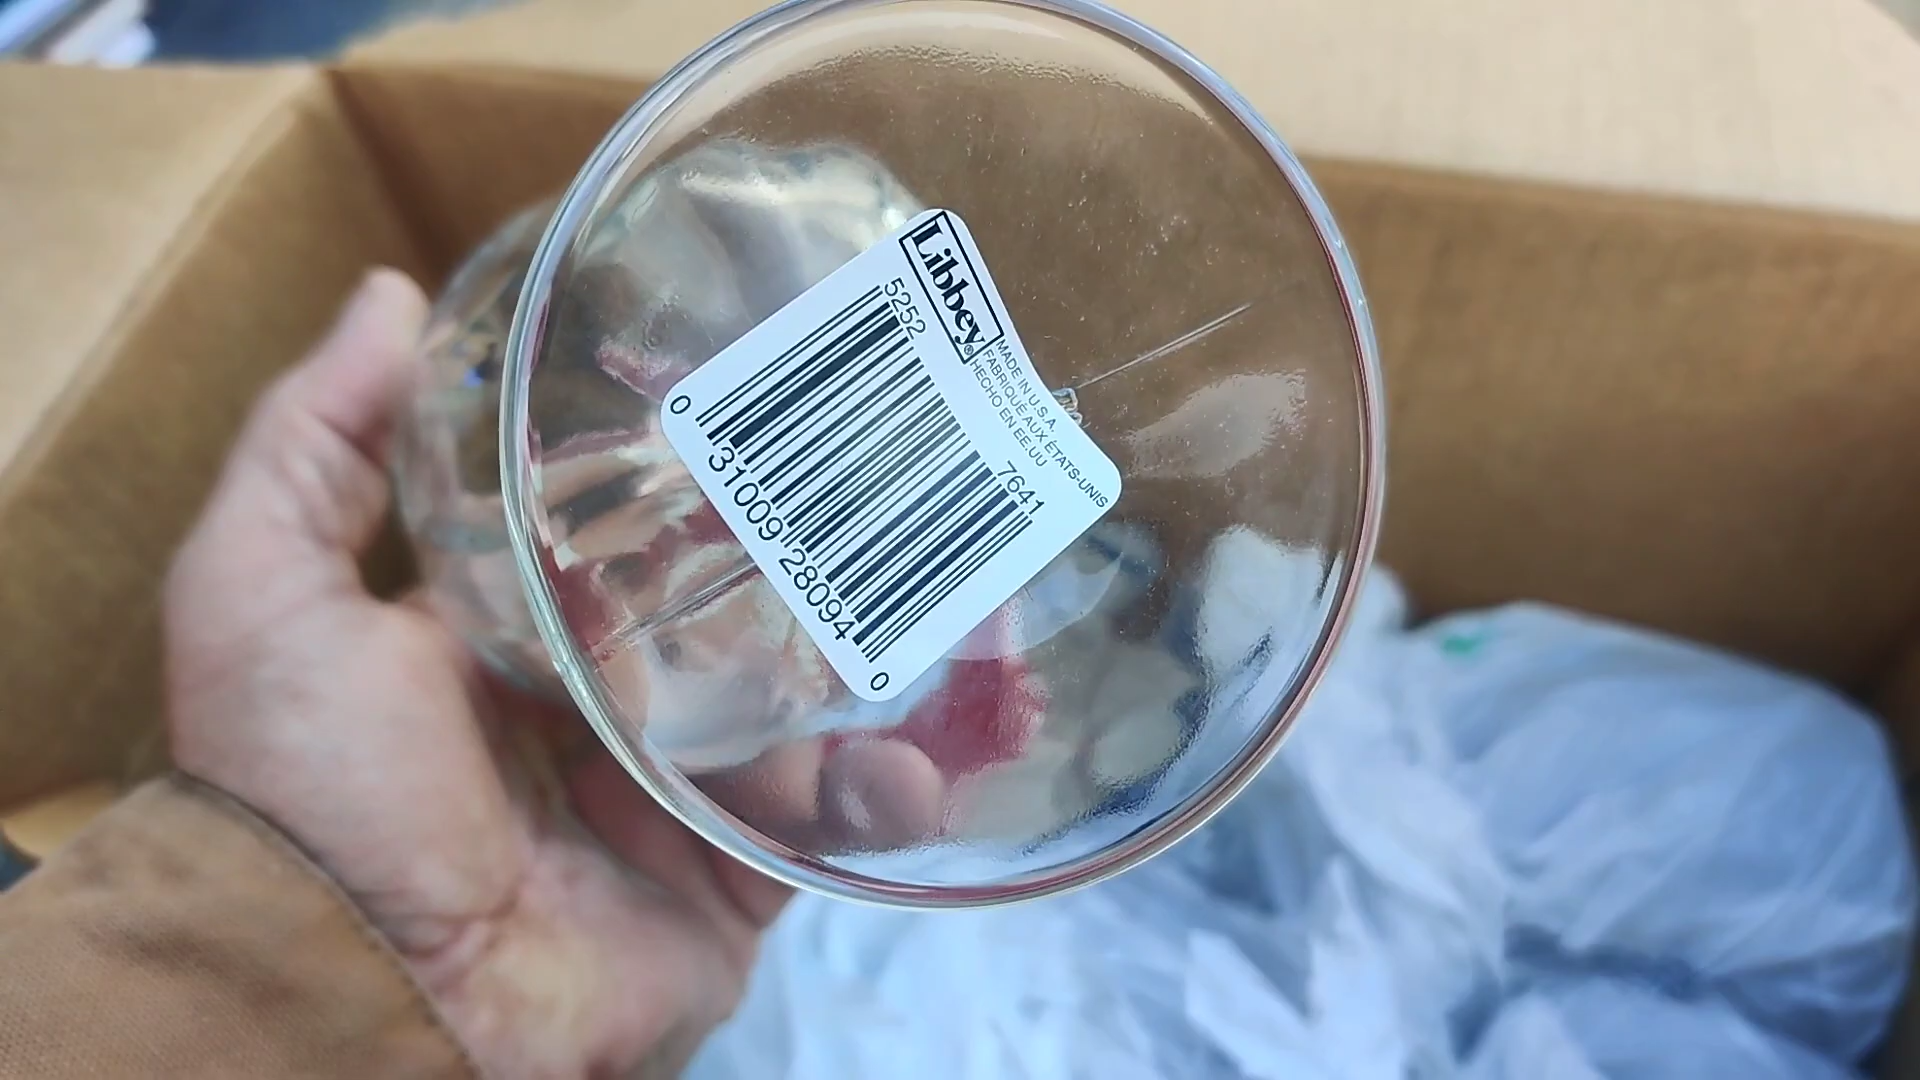 Libbey®
MADE IN U.S.A.
FABRIQUÉ AUX ÉTATS-UNIS
HECHO EN EE.UU
5252 7641
0 31009 28094 0